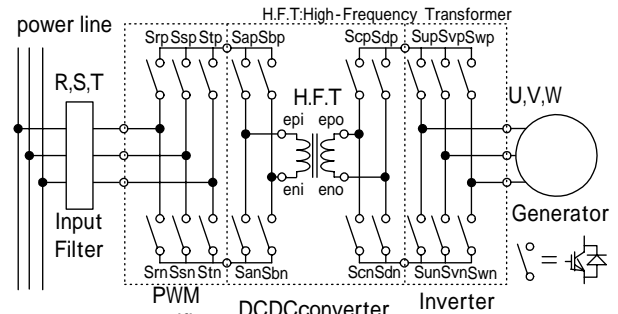 H.F.T:High-Frequency Transformer
power line
Srp Ssp Stp Sap Sbp Scp Sdp Sup Svp Swp
R,S,T
H.F.T
U,V,W
epi epo
eni eno
Input
Filter
Generator
Srn Ssn Stn San Sbn Scn Sdn Sun Svn Swn
=
PWM
DCDCconverter
Inverter